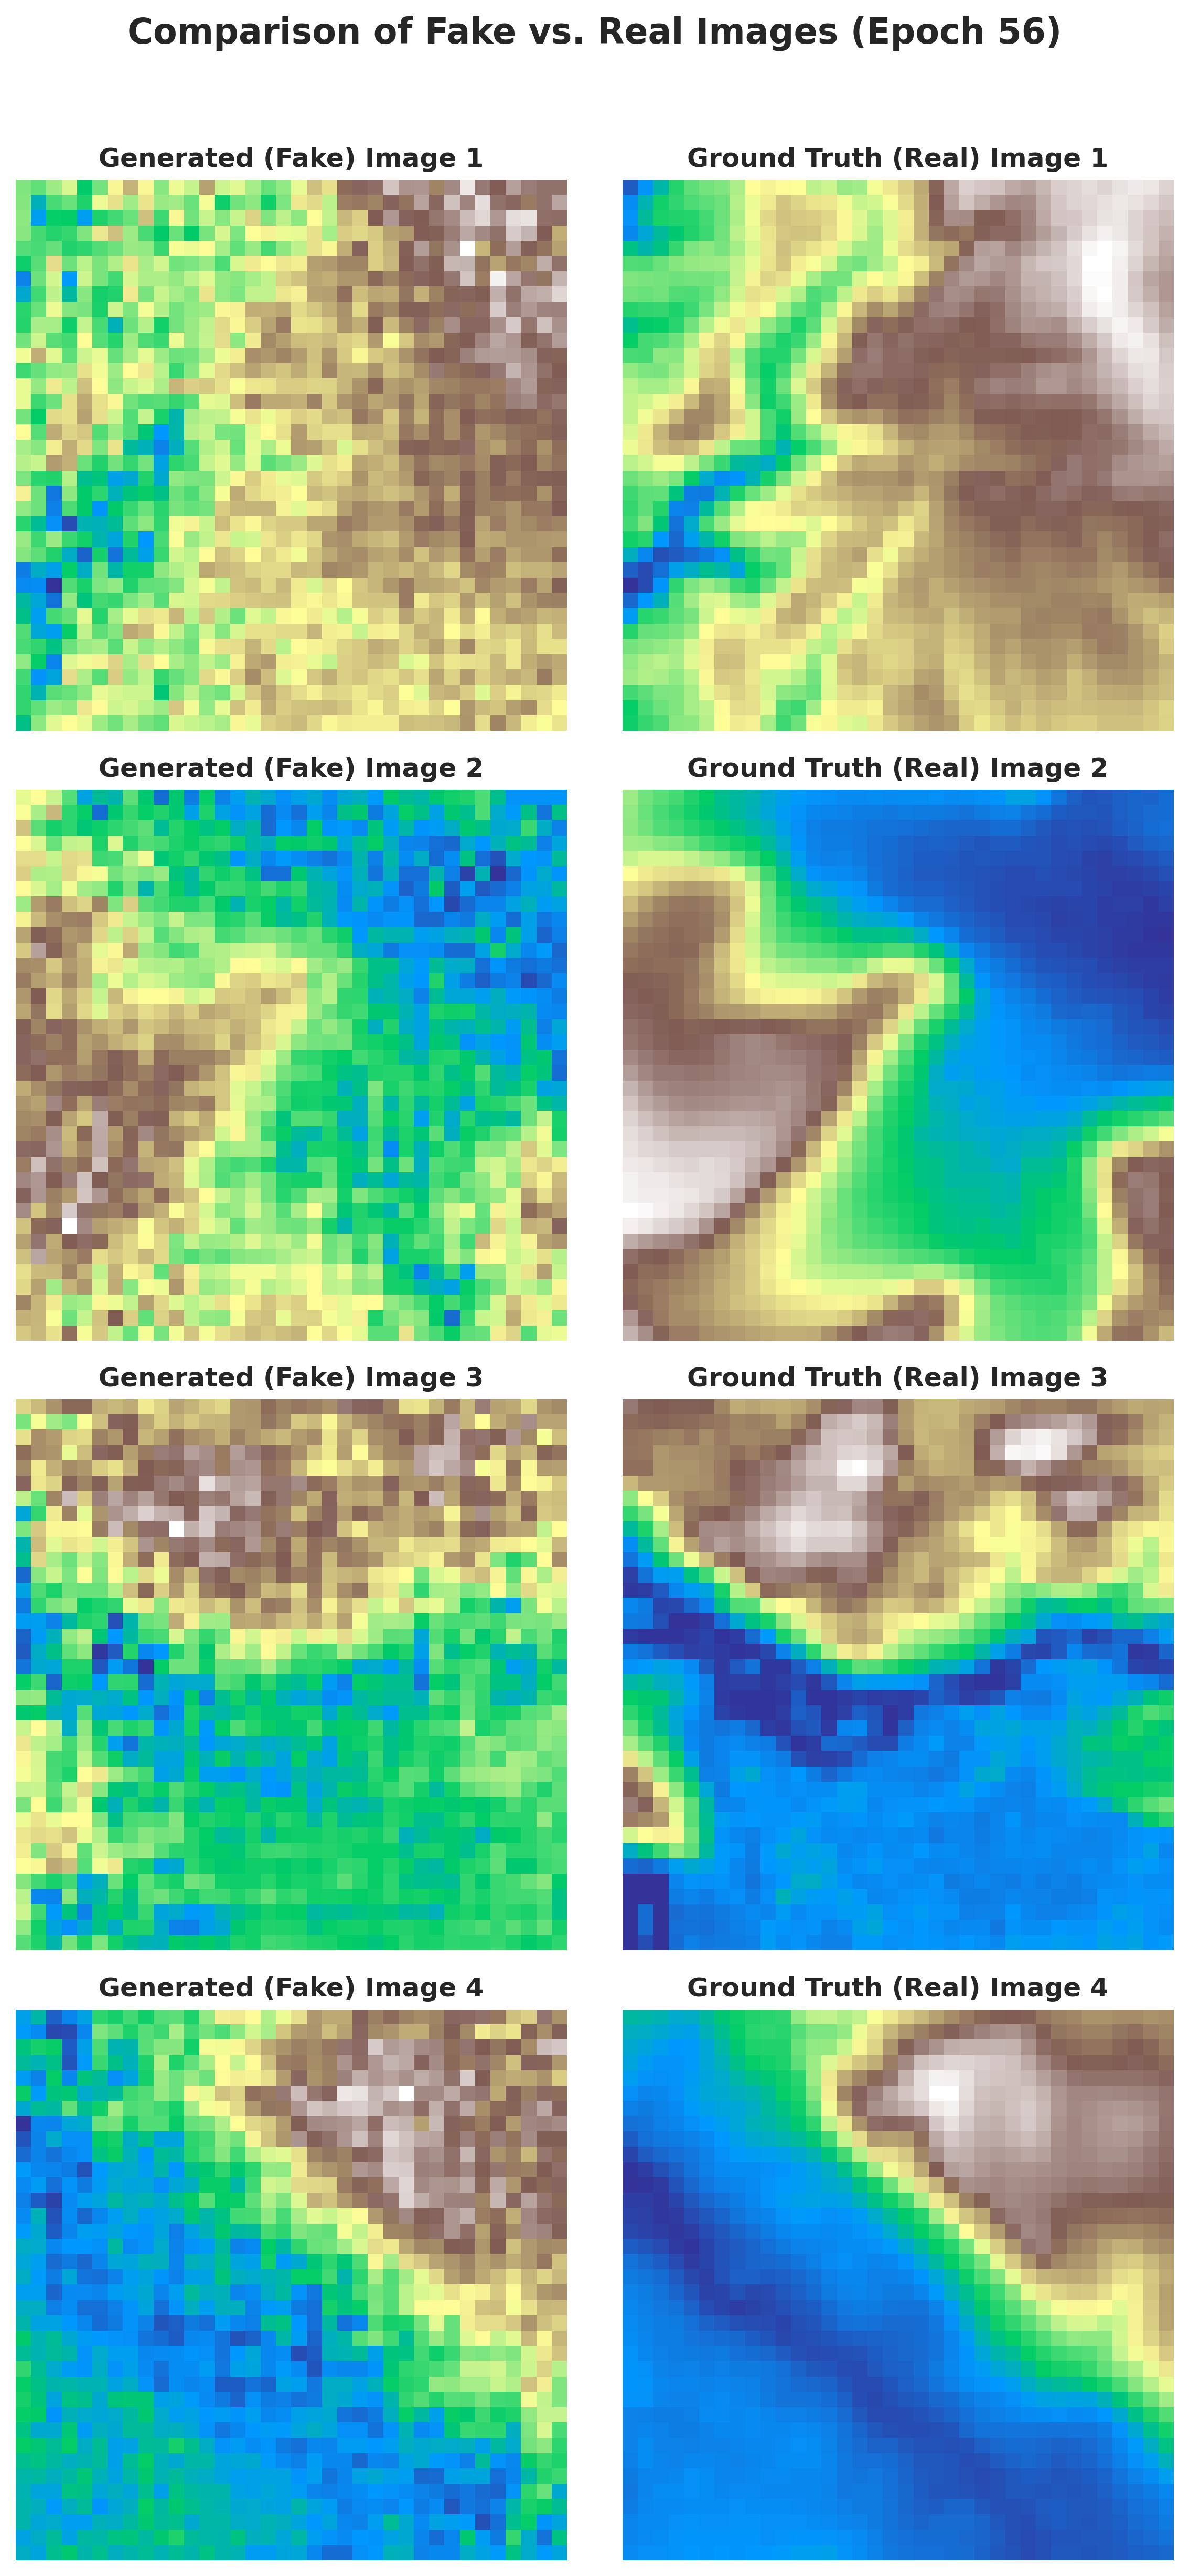 Comparison of Fake vs. Real Images (Epoch 56)
Generated (Fake) Image 1
Ground Truth (Real) Image 1
Generated (Fake) Image 2
Ground Truth (Real) Image 2
Generated (Fake) Image 3
Ground Truth (Real) Image 3
Generated (Fake) Image 4
Ground Truth (Real) Image 4